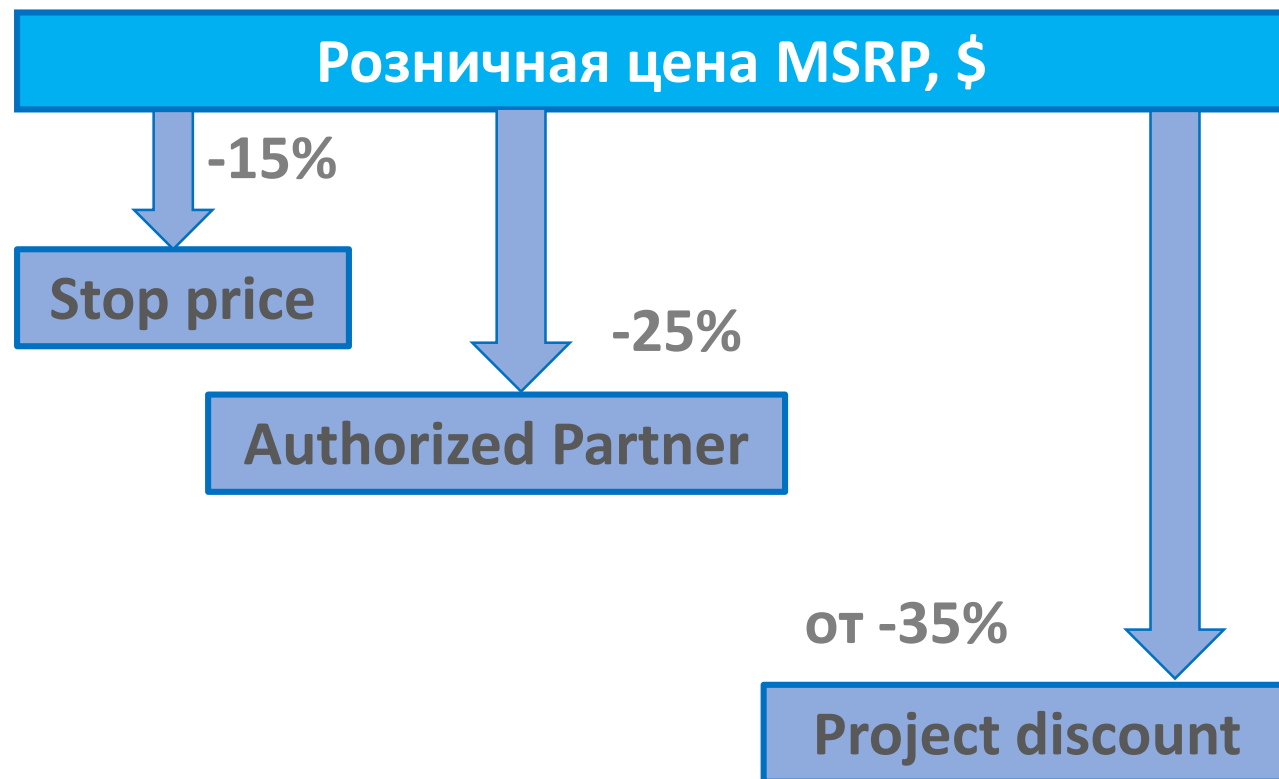 Розничная цена MSRP, $
-15%
Stop price
-25%
Authorized Partner
от -35%
Project discount